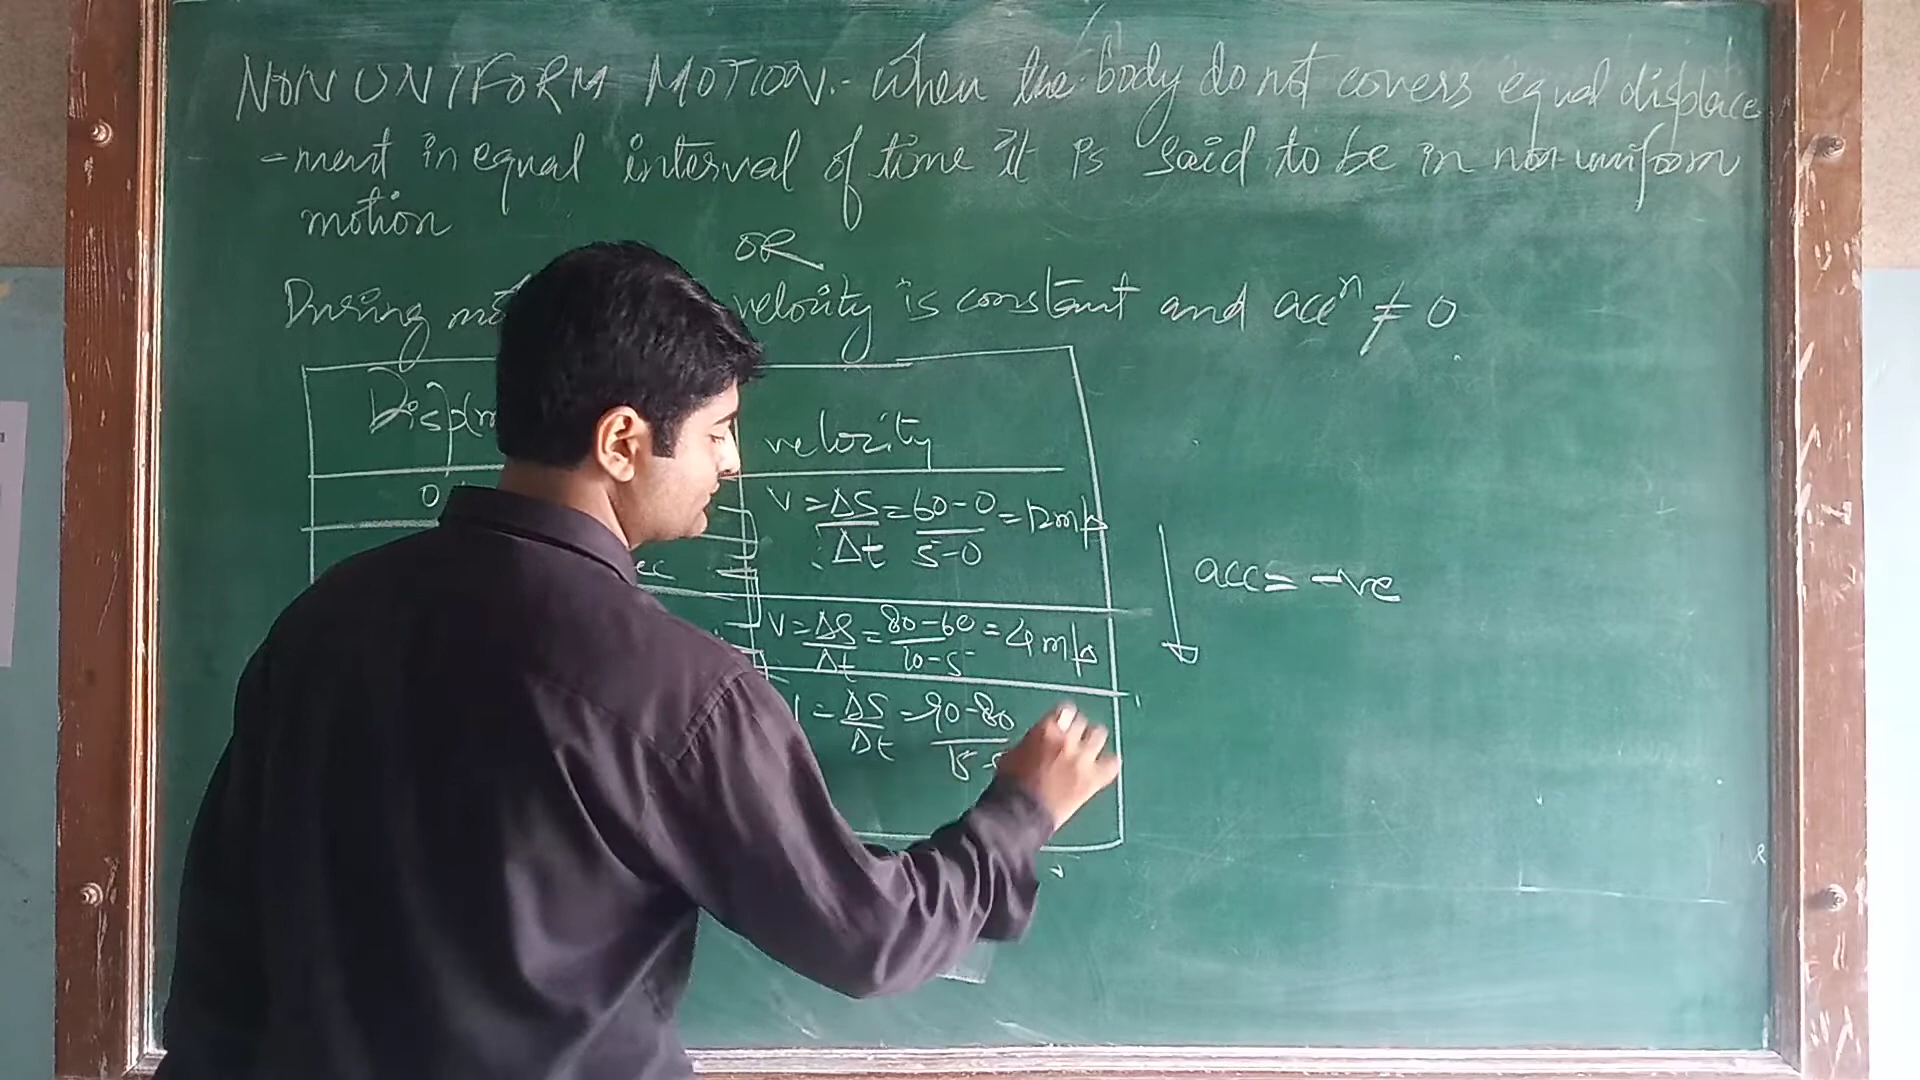 NON UNIFORM MOTION.- when the body do not covers equal displace
-ment in equal interval of time it is said to be in non uniform
motion
OR
During velocity is constant and accⁿ ≠ 0
velocity
0
V = ΔS/Δt = 60-0/5-0 = 12m/s
acc = -ve
V = ΔS/Δt = 80-60/10-5 = 4m/s
= ΔS/Δt = 90-80